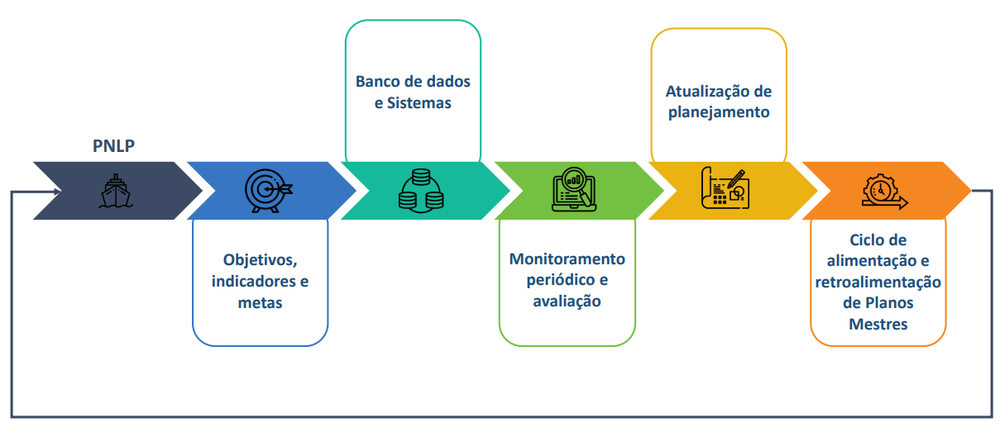 PNLP
Objetivos,
indicadores e
metas
Banco de dados
e Sistemas
Monitoramento
periódico e
avaliação
Atualização de
planejamento
Ciclo de
alimentação e
retroalimentação
de Planos
Mestres